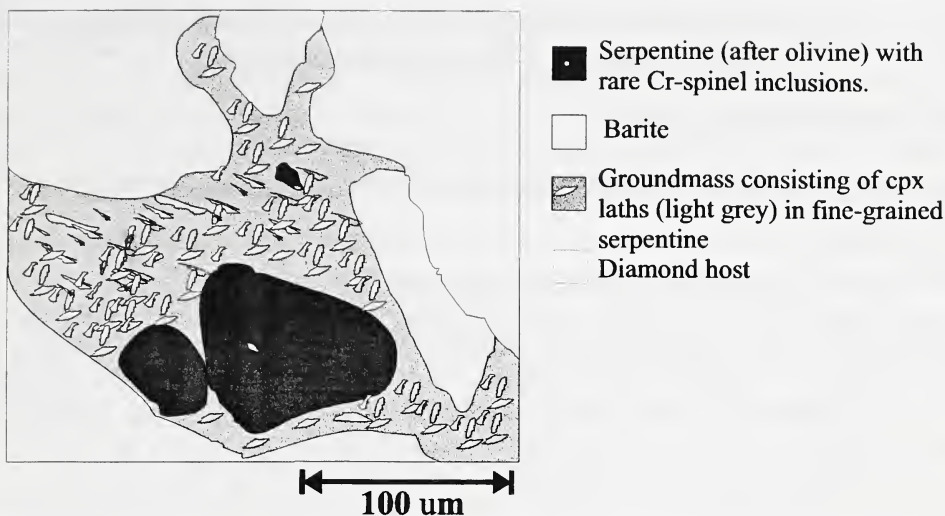 Serpentine (after olivine) with
rare Cr-spinel inclusions.
Barite
Groundmass consisting of cpx
laths (light grey) in fine-grained
serpentine
Diamond host
100 um